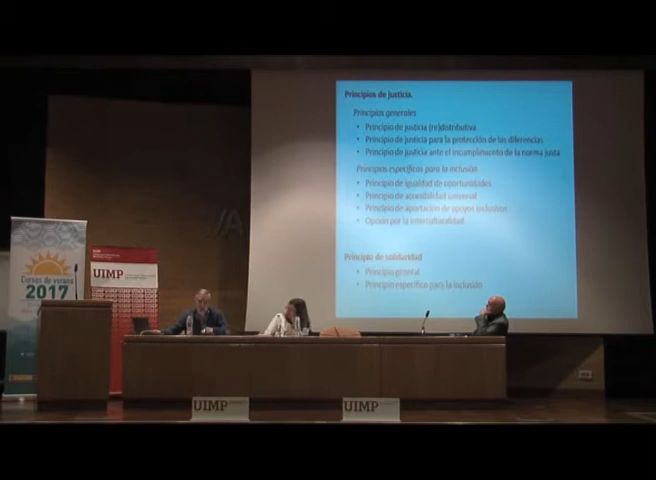 Principios de justicia.
Principios generales
• Principio de justicia (re)distributiva
• Principio de justicia para la protección de las diferencias
• Principio de justicia ante el incumplimiento de la norma justa
Principios específicos para la inclusión
• Principio de igualdad de oportunidades
• Principio de accesibilidad universal
• Principio de aportación de apoyos inclusivos
• Opción por la interculturalidad
Principio de solidaridad
• Principio general
• Principio específico para la inclusión
Cursos de verano
2017
UIMP
UIMP
UIMP